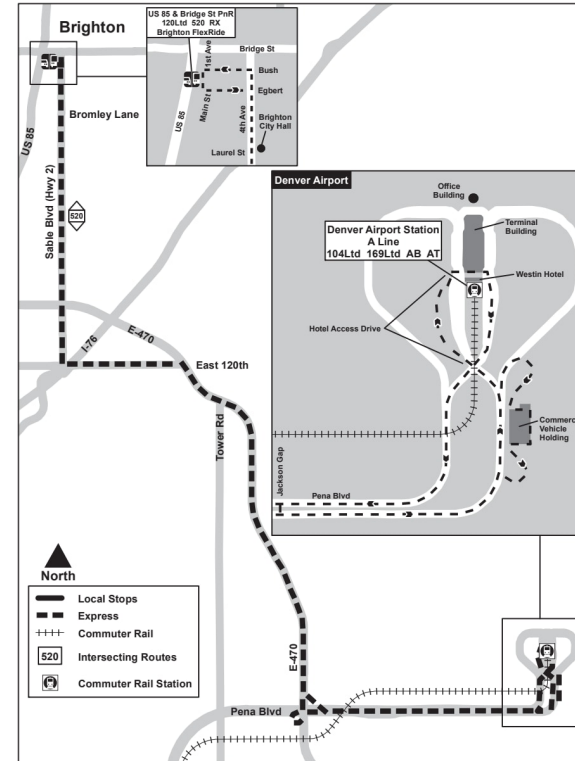 Brighton
US 85 & Bridge St PnR
120Ltd 520 RX
Brighton FlexRide
1st Ave
Bridge St
Bush
Main St
Egbert
US 85
4th Ave
Brighton
City Hall
Laurel St
Bromley Lane
US 85
Sable Blvd (Hwy 2)
520
Denver Airport
Office
Building
Terminal
Building
Denver Airport Station
A Line
104Ltd 169Ltd AB AT
Westin Hotel
Hotel Access Drive
I-76
E-470
East 120th
Tower Rd
Commerc
Vehicle
Holding
Jackson Gap
Pena Blvd
North
Local Stops
Express
Commuter Rail
520
Intersecting Routes
Commuter Rail Station
E-470
Pena Blvd